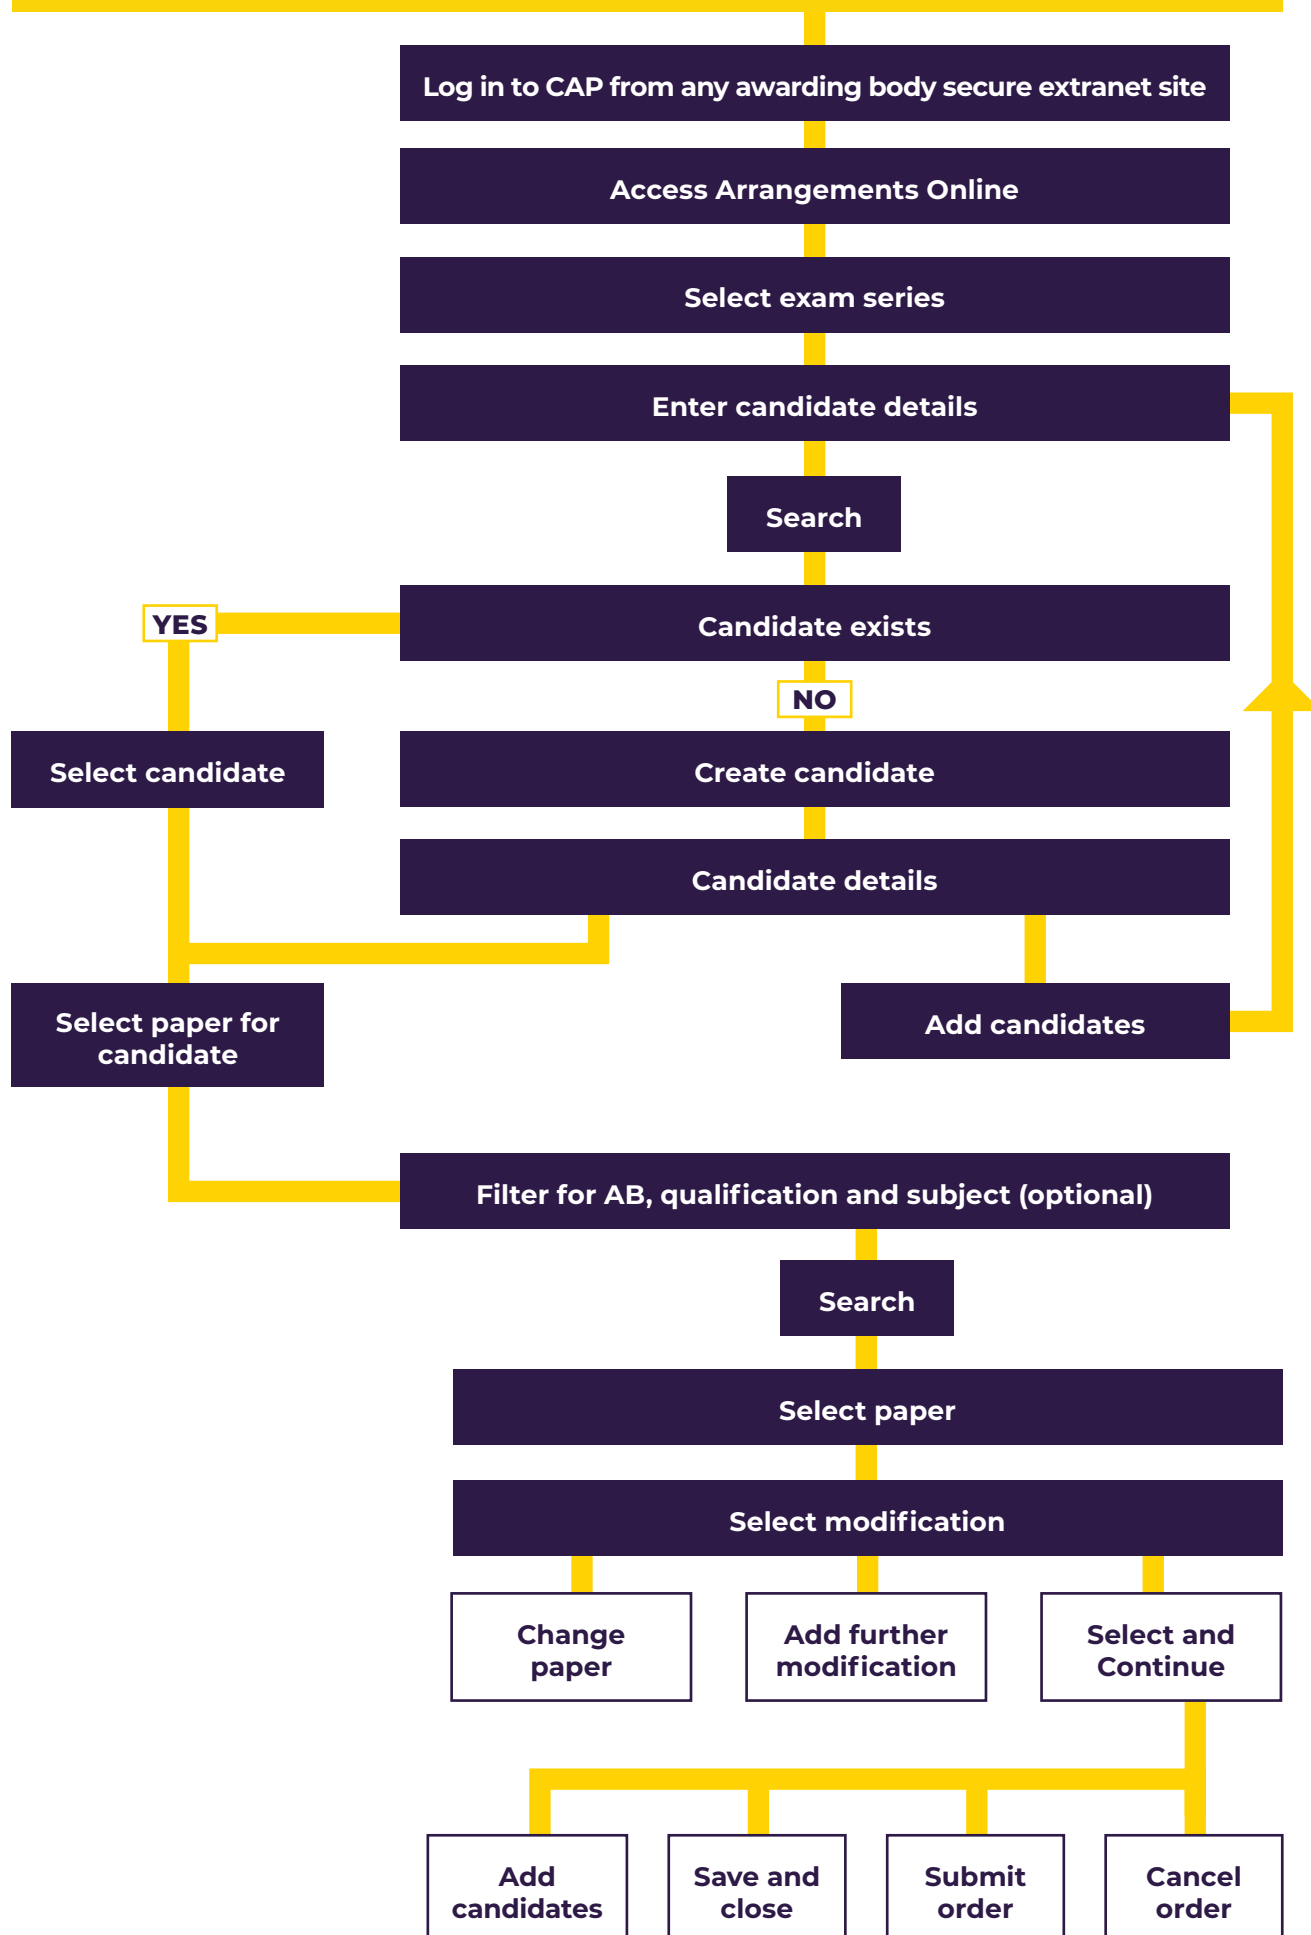 Log in to CAP from any awarding body secure extranet site
Access Arrangements Online
Select exam series
Enter candidate details
Search
Candidate exists
YES
NO
Select candidate
Create candidate
Candidate details
Select paper for
candidate
Add candidates
Filter for AB, qualification and subject (optional)
Search
Select paper
Select modification
Change
paper
Add further
modification
Select and
Continue
Add
candidates
Save and
close
Submit
order
Cancel
order